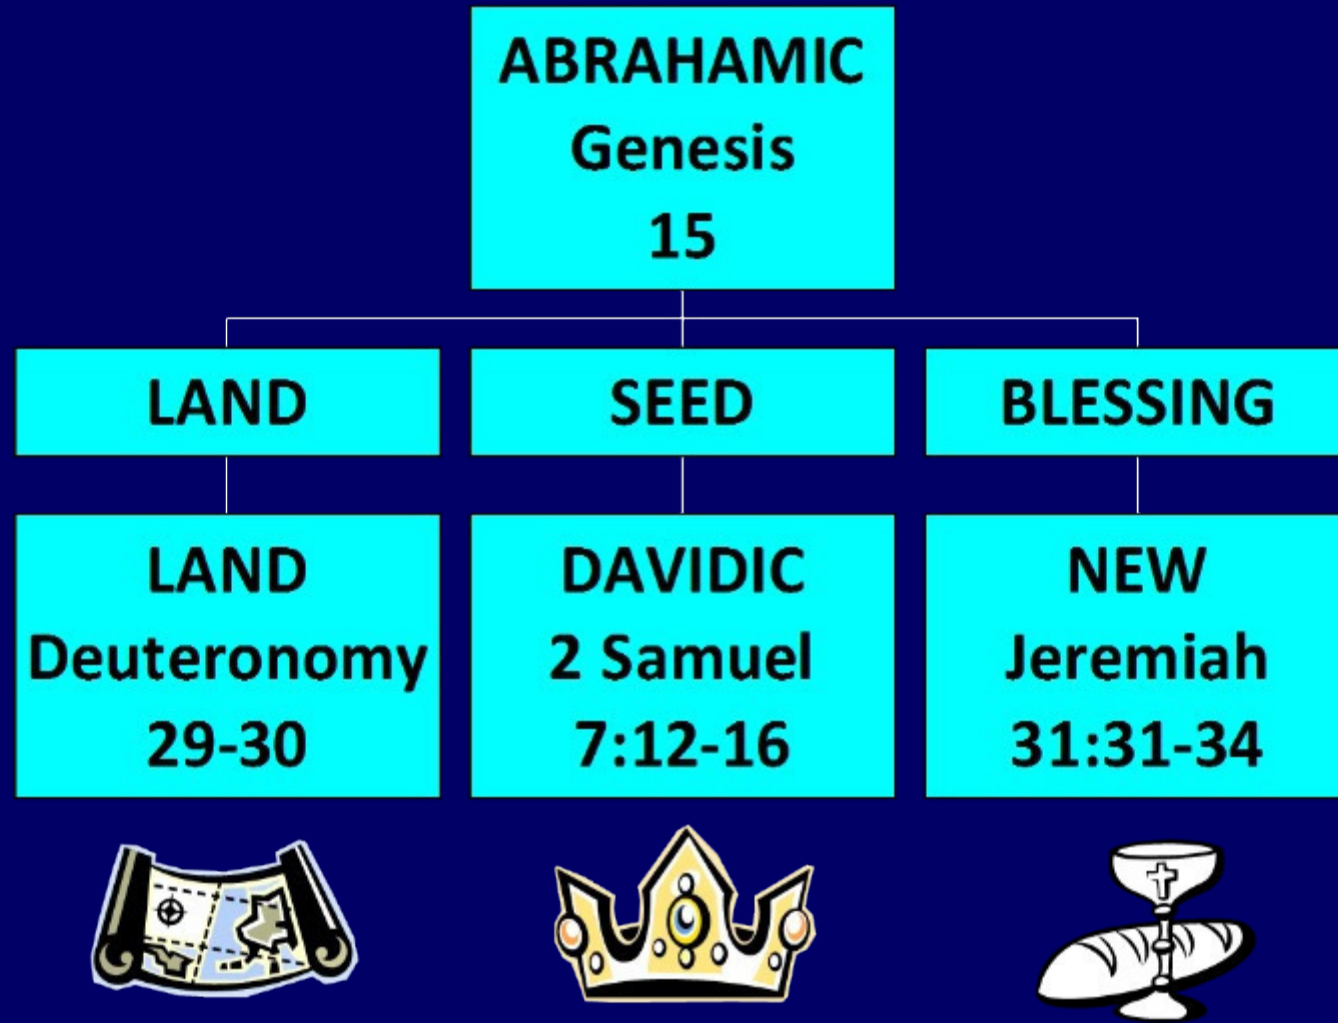 ABRAHAMIC
Genesis
15
LAND
SEED
BLESSING
LAND
Deuteronomy
29-30
DAVIDIC
2 Samuel
7:12-16
NEW
Jeremiah
31:31-34